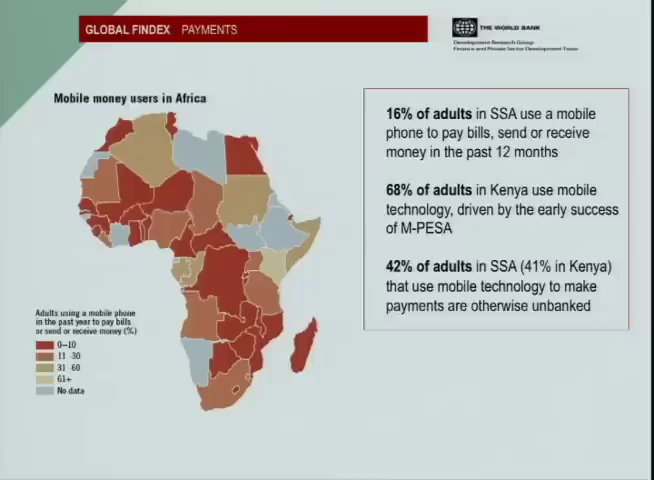 GLOBAL FINDEX PAYMENTS
THE WORLD BANK
Development Research Group
Finance and Private Sector Development Team
Mobile money users in Africa
16% of adults in SSA use a mobile
phone to pay bills, send or receive
money in the past 12 months
68% of adults in Kenya use mobile
technology, driven by the early success
of M-PESA
42% of adults in SSA (41% in Kenya)
that use mobile technology to make
payments are otherwise unbanked
Adults using a mobile phone
in the past year to pay bills
or send or receive money (%)
0–10
11–30
31–60
61+
No data